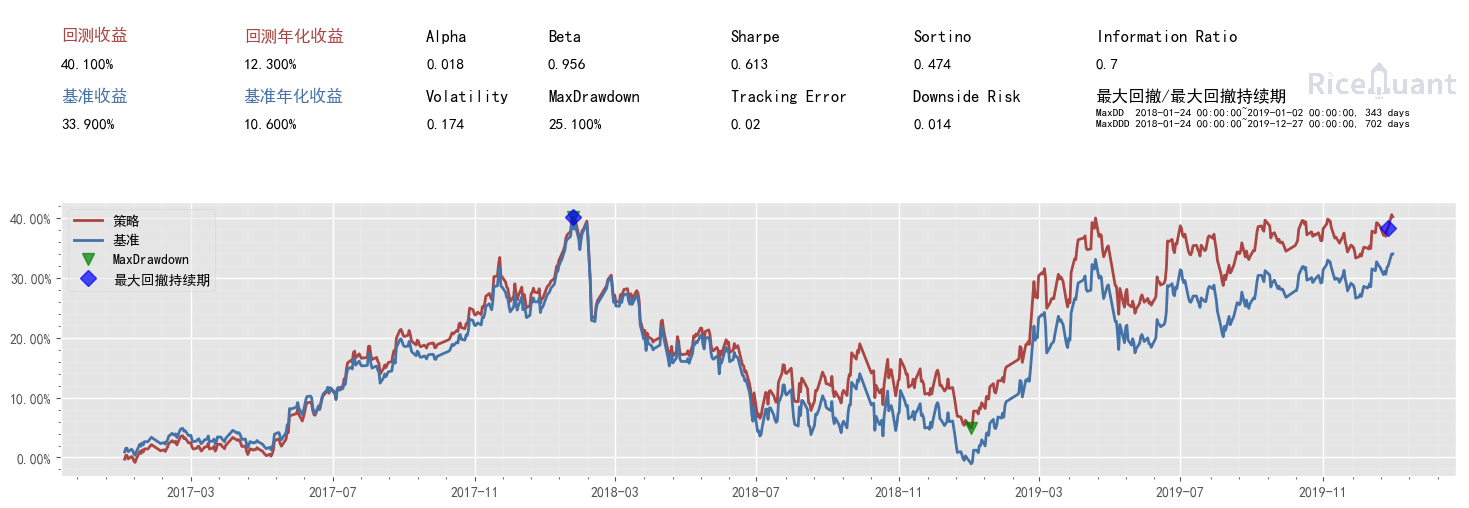 回测收益 回测年化收益 Alpha Beta Sharpe Sortino Information Ratio
40.100% 12.300% 0.018 0.956 0.613 0.474 0.7
RiceQuant
基准收益 基准年化收益 Volatility MaxDrawdown Tracking Error Downside Risk 最大回撤/最大回撤持续期
MaxDD 2018-01-24 00:00:00~2019-01-02 00:00:00, 343 days
33.900% 10.600% 0.174 25.100% 0.02 0.014 MaxDDD 2018-01-24 00:00:00~2019-12-27 00:00:00, 702 days
40.00%
30.00%
20.00%
10.00%
0.00%
策略
基准
MaxDrawdown
最大回撤持续期
2017-03 2017-07 2017-11 2018-03 2018-07 2018-11 2019-03 2019-07 2019-11